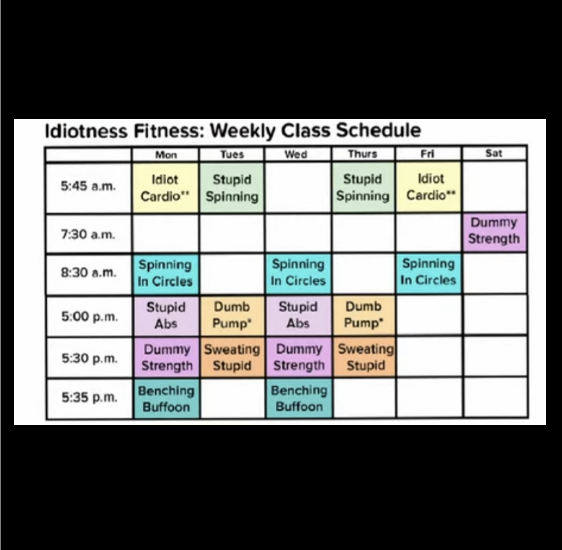 Idiotness Fitness: Weekly Class Schedule
Mon Tues Wed Thurs Fri Sat
5:45 a.m. Idiot Cardio** Stupid Spinning Stupid Spinning Idiot Cardio**
7:30 a.m. Dummy Strength
8:30 a.m. Spinning In Circles Spinning In Circles Spinning In Circles
5:00 p.m. Stupid Abs Dumb Pump* Stupid Abs Dumb Pump*
5:30 p.m. Dummy Strength Sweating Stupid Dummy Strength Sweating Stupid
5:35 p.m. Benching Buffoon Benching Buffoon